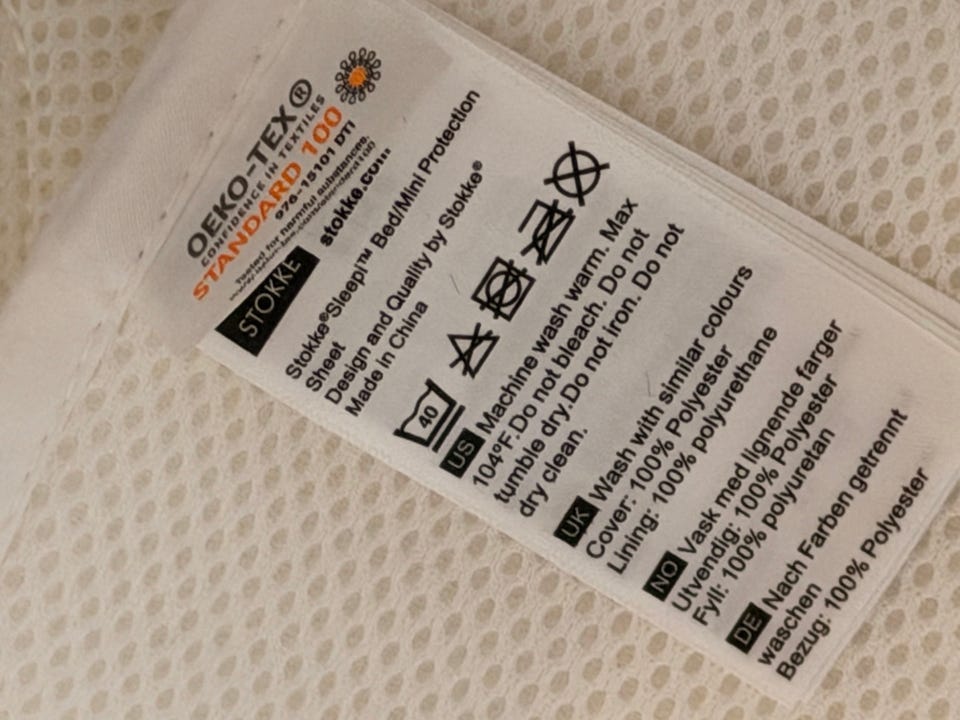 OEKO-TEX®
CONFIDENCE IN TEXTILES
STANDARD 100
976-15101 DTI
Tested for harmful substances.
STOKKE
stokke.com
Stokke®Sleepi™ Bed/Mini Protection
Sheet
Design and Quality by Stokke®
Made in China
40
US Machine wash warm. Max
104°F.Do not bleach. Do not
tumble dry.Do not iron. Do not
dry clean.
UK Wash with similar colours
Cover: 100% Polyester
Lining: 100% polyurethane
NO Vask med lignende farger
Utvendig: 100% Polyester
Fyll: 100% polyuretan
DE Nach Farben getrennt
waschen
Bezug: 100% Polyester